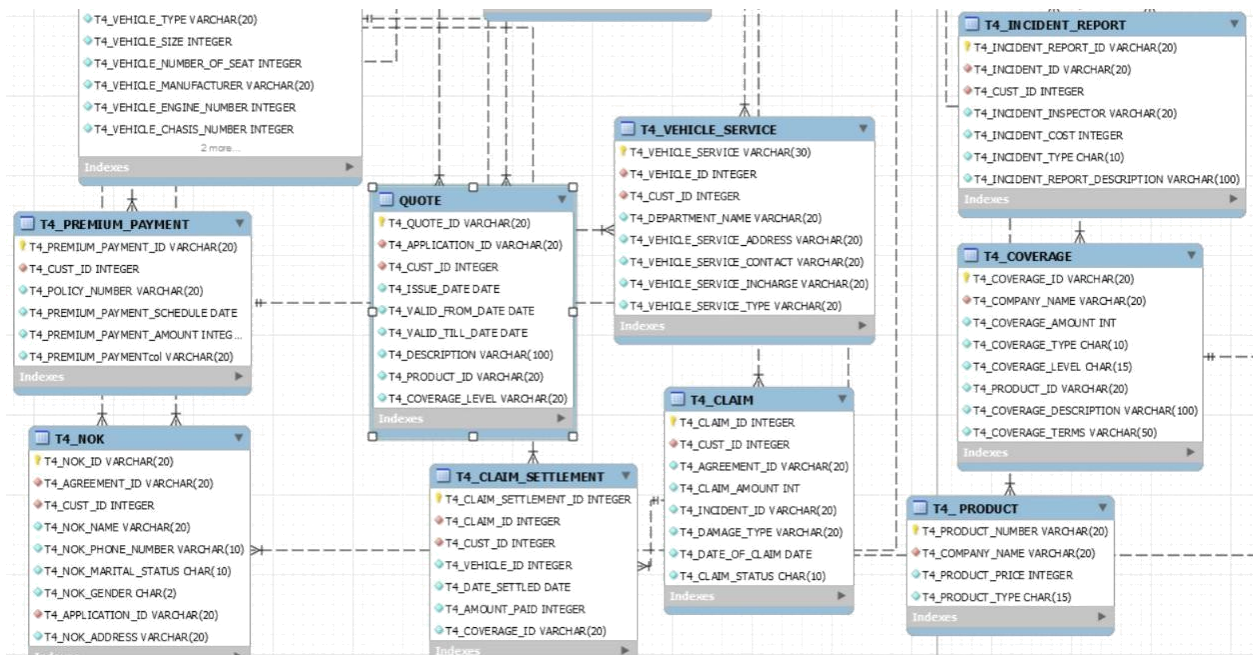 T4_VEHICLE_TYPE VARCHAR(20)
T4_VEHICLE_SIZE INTEGER
T4_VEHICLE_NUMBER_OF_SEAT INTEGER
T4_VEHICLE_MANUFACTURER VARCHAR(20)
T4_VEHICLE_ENGINE_NUMBER INTEGER
T4_VEHICLE_CHASIS_NUMBER INTEGER
2 more...
Indexes
T4_PREMIUM_PAYMENT
T4_PREMIUM_PAYMENT_ID VARCHAR(20)
T4_CUST_ID INTEGER
T4_POLICY_NUMBER VARCHAR(20)
T4_PREMIUM_PAYMENT_SCHEDULE DATE
T4_PREMIUM_PAYMENT_AMOUNT INTEG...
T4_PREMIUM_PAYMENTcol VARCHAR(20)
Indexes
T4_NOK
T4_NOK_ID VARCHAR(20)
T4_AGREEMENT_ID VARCHAR(20)
T4_CUST_ID INTEGER
T4_NOK_NAME VARCHAR(20)
T4_NOK_PHONE_NUMBER VARCHAR(10)
T4_NOK_MARITAL_STATUS CHAR(10)
T4_NOK_GENDER CHAR(2)
T4_APPLICATION_ID VARCHAR(20)
T4_NOK_ADDRESS VARCHAR(20)
Indexes
QUOTE
T4_QUOTE_ID VARCHAR(20)
T4_APPLICATION_ID VARCHAR(20)
T4_CUST_ID INTEGER
T4_ISSUE_DATE DATE
T4_VALID_FROM_DATE DATE
T4_VALID_TILL_DATE DATE
T4_DESCRIPTION VARCHAR(100)
T4_PRODUCT_ID VARCHAR(20)
T4_COVERAGE_LEVEL VARCHAR(20)
Indexes
T4_CLAIM_SETTLEMENT
T4_CLAIM_SETTLEMENT_ID INTEGER
T4_CLAIM_ID INTEGER
T4_CUST_ID INTEGER
T4_VEHICLE_ID INTEGER
T4_DATE_SETTLED DATE
T4_AMOUNT_PAID INTEGER
T4_COVERAGE_ID VARCHAR(20)
Indexes
T4_VEHICLE_SERVICE
T4_VEHICLE_SERVICE VARCHAR(30)
T4_VEHICLE_ID INTEGER
T4_CUST_ID INTEGER
T4_DEPARTMENT_NAME VARCHAR(20)
T4_VEHICLE_SERVICE_ADDRESS VARCHAR(20)
T4_VEHICLE_SERVICE_CONTACT VARCHAR(20)
T4_VEHICLE_SERVICE_INCHARGE VARCHAR(20)
T4_VEHICLE_SERVICE_TYPE VARCHAR(20)
Indexes
T4_CLAIM
T4_CLAIM_ID INTEGER
T4_CUST_ID INTEGER
T4_AGREEMENT_ID VARCHAR(20)
T4_CLAIM_AMOUNT INT
T4_INCIDENT_ID VARCHAR(20)
T4_DAMAGE_TYPE VARCHAR(20)
T4_DATE_OF_CLAIM DATE
T4_CLAIM_STATUS CHAR(10)
Indexes
T4_INCIDENT_REPORT
T4_INCIDENT_REPORT_ID VARCHAR(20)
T4_INCIDENT_ID VARCHAR(20)
T4_CUST_ID INTEGER
T4_INCIDENT_INSPECTOR VARCHAR(20)
T4_INCIDENT_COST INTEGER
T4_INCIDENT_TYPE CHAR(10)
T4_INCIDENT_REPORT_DESCRIPTION VARCHAR(100)
Indexes
T4_COVERAGE
T4_COVERAGE_ID VARCHAR(20)
T4_COMPANY_NAME VARCHAR(20)
T4_COVERAGE_AMOUNT INT
T4_COVERAGE_TYPE CHAR(10)
T4_COVERAGE_LEVEL CHAR(15)
T4_PRODUCT_ID VARCHAR(20)
T4_COVERAGE_DESCRIPTION VARCHAR(100)
T4_COVERAGE_TERMS VARCHAR(50)
Indexes
T4_ PRODUCT
T4_PRODUCT_NUMBER VARCHAR(20)
T4_COMPANY_NAME VARCHAR(20)
T4_PRODUCT_PRICE INTEGER
T4_PRODUCT_TYPE CHAR(15)
Indexes